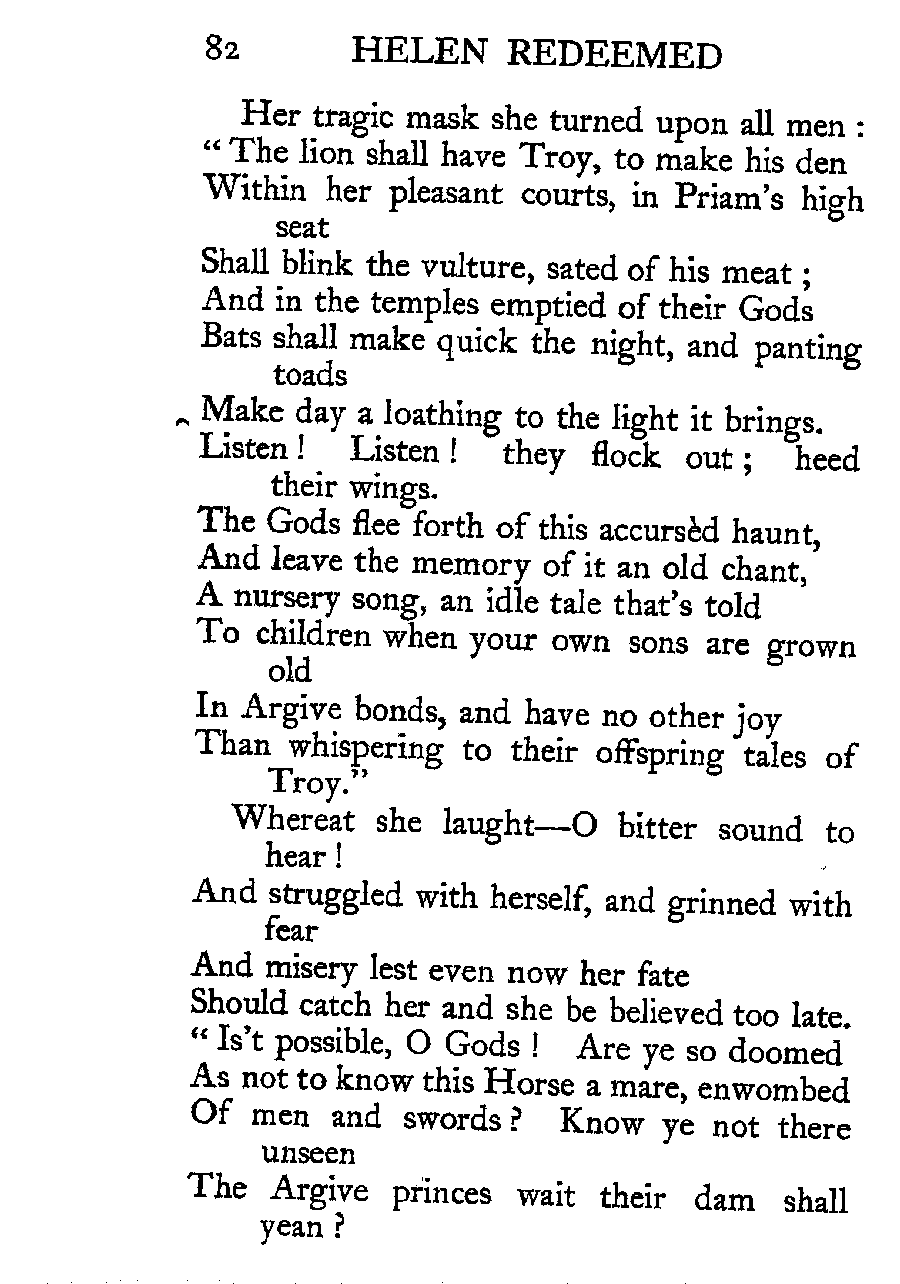 82 HELEN REDEEMED
Her tragic mask she turned upon all men :
“ The lion shall have Troy, to make his den
Within her pleasant courts, in Priam's high
seat
Shall blink the vulture, sated of his meat ;
And in the temples emptied of their Gods
Bats shall make quick the night, and panting
toads
Make day a loathing to the light it brings.
Listen ! Listen ! they flock out ; heed
their wings.
The Gods flee forth of this accursèd haunt,
And leave the memory of it an old chant,
A nursery song, an idle tale that's told
To children when your own sons are grown
old
In Argive bonds, and have no other joy
Than whispering to their offspring tales of
Troy.”
Whereat she laught—O bitter sound to
hear !
And struggled with herself, and grinned with
fear
And misery lest even now her fate
Should catch her and she be believed too late.
“ Is't possible, O Gods ! Are ye so doomed
As not to know this Horse a mare, enwombed
Of men and swords ? Know ye not there
unseen
The Argive princes wait their dam shall
yean ?